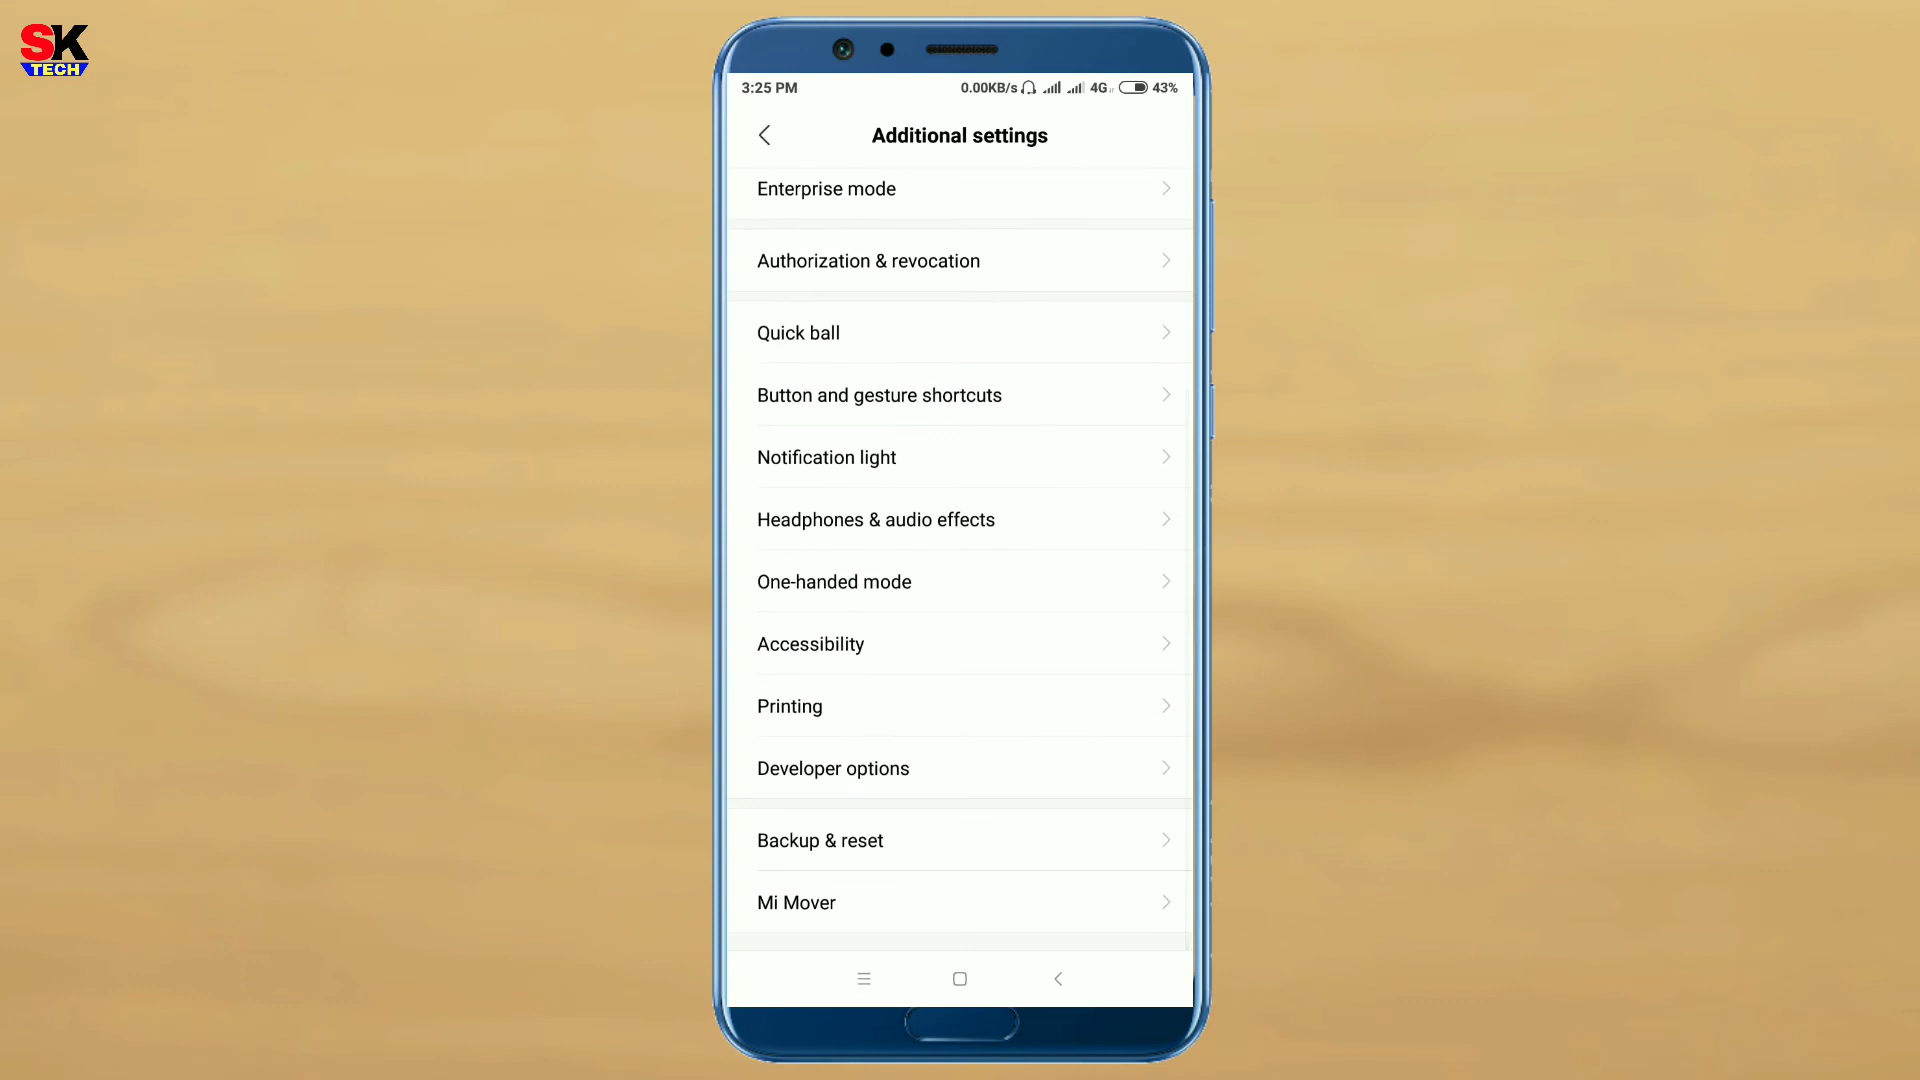 SK
TECH
3:25 PM
0.00KB/s 4G 43%
Additional settings
Enterprise mode
Authorization & revocation
Quick ball
Button and gesture shortcuts
Notification light
Headphones & audio effects
One-handed mode
Accessibility
Printing
Developer options
Backup & reset
Mi Mover